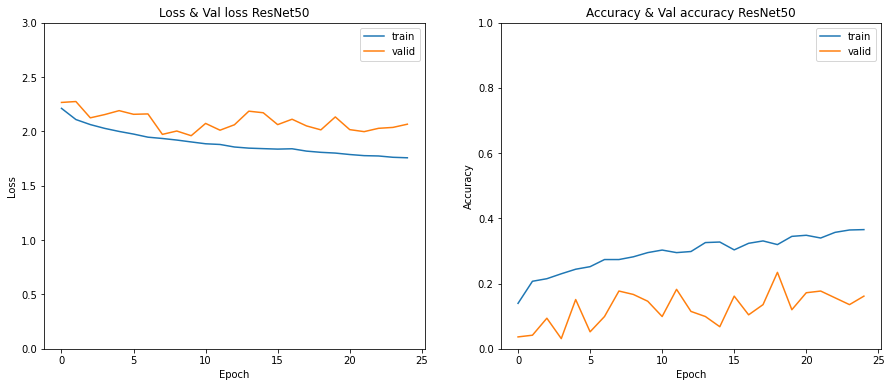 Loss & Val loss ResNet50
3.0
2.5
2.0
1.5
1.0
0.5
0.0
Loss
train
valid
0
5
10
15
20
25
Epoch
Accuracy & Val accuracy ResNet50
1.0
0.8
0.6
0.4
0.2
0.0
Accuracy
train
valid
0
5
10
15
20
25
Epoch